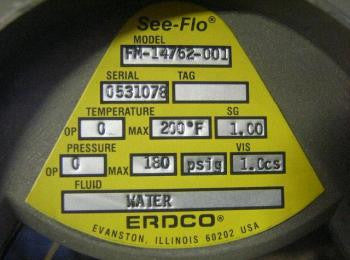 See-Flo®
MODEL
FM-14762-001
SERIAL TAG
0531078
TEMPERATURE SG
OP 0 MAX 200°F 1.00
PRESSURE VIS
OP 0 MAX 180 psig 1.0cs
FLUID
WATER
ERDCO®
EVANSTON, ILLINOIS 60202 USA